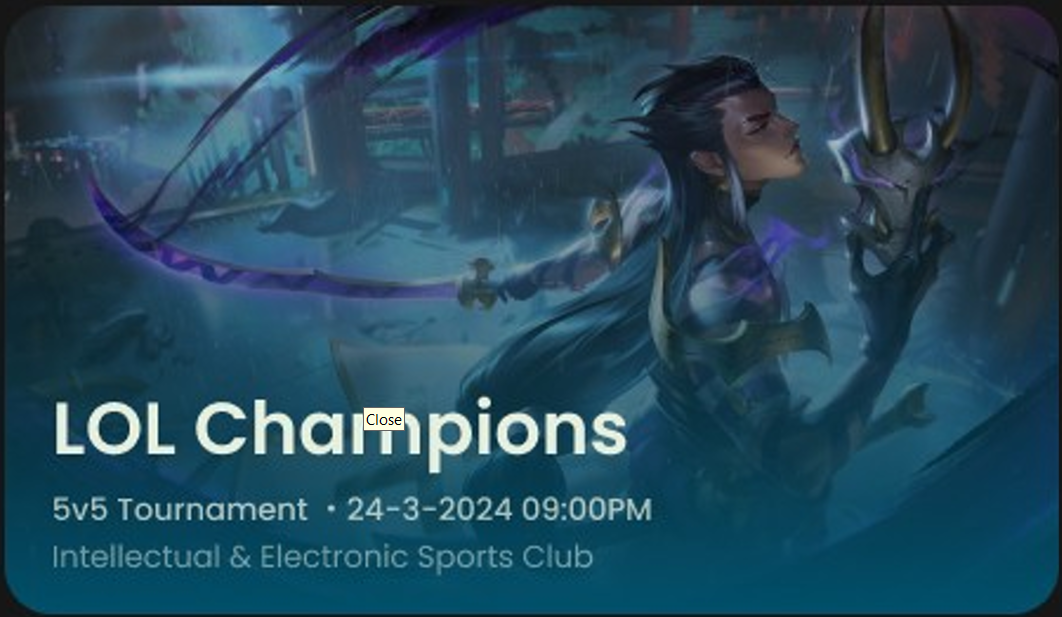 LOL Champions
Close
5v5 Tournament • 24-3-2024 09:00PM
Intellectual & Electronic Sports Club